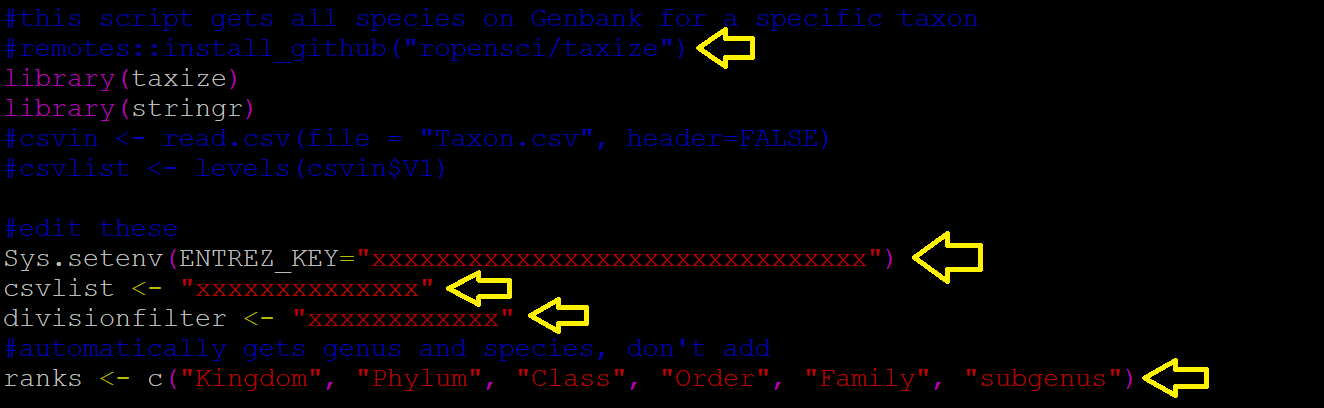 #this script gets all species on Genbank for a specific taxon
#remotes::install_github("ropensci/taxize")
library(taxize)
library(stringr)
#csvin <- read.csv(file = "Taxon.csv", header=FALSE)
#csvlist <- levels(csvin$V1)
#edit these
Sys.setenv(ENTREZ_KEY="xxxxxxxxxxxxxxxxxxxxxxxxxxxxxxx")
csvlist <- "xxxxxxxxxxxxxx"
divisionfilter <- "xxxxxxxxxxxx"
#automatically gets genus and species, don't add
ranks <- c("Kingdom", "Phylum", "Class", "Order", "Family", "subgenus")